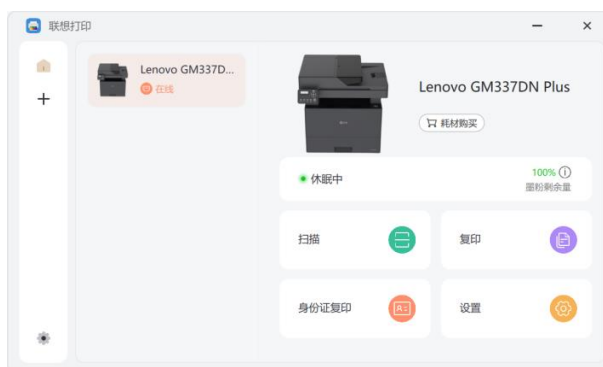 联想打印
Lenovo GM337D...
在线
Lenovo GM337DN Plus
耗材购买
休眠中
100%
墨粉剩余量
扫描
复印
身份证复印
设置